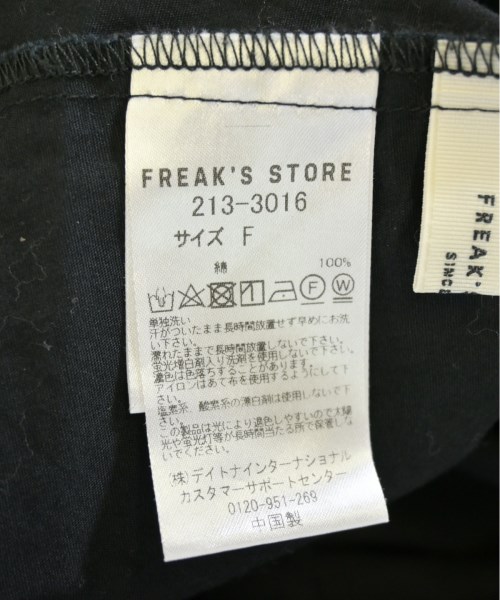 FREAK'S STORE
213-3016
サイズ F
綿 100%
F W
単独洗い
汗がついたまま長時間放置せず早めにお洗
い下さい。
濡れたままで長時間放置しないで下さい。
蛍光増白剤入り洗剤を使用しないで下さい。
濃色は色落ちすることがあります。
アイロンはあて布を使用するようにして下
さい。
塩素系、酸素系の漂白剤は使用しないで下
さい。
この製品は光により退色しやすいので太陽
光や蛍光灯等が長時間当たる所で保管しな
いでください。
(株)デイトナインターナショナル
カスタマーサポートセンター
0120-951-269
中国製
FREAK'S
SINCE